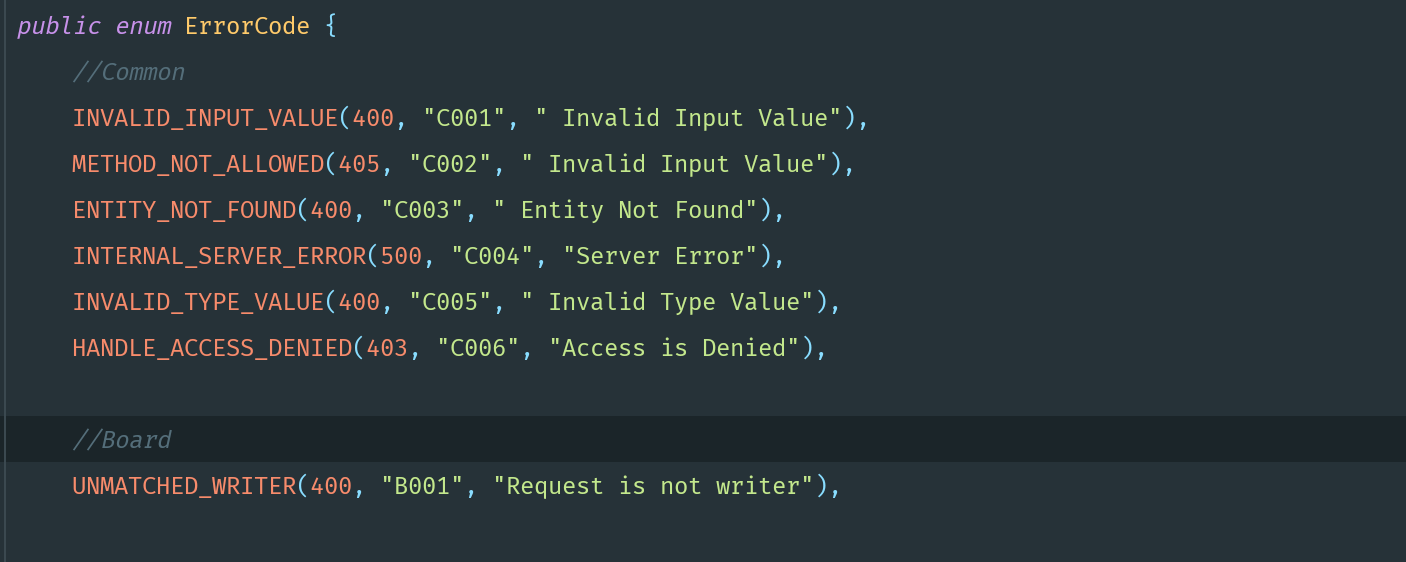 public enum ErrorCode {
//Common
INVALID_INPUT_VALUE(400, "C001", " Invalid Input Value"),
METHOD_NOT_ALLOWED(405, "C002", " Invalid Input Value"),
ENTITY_NOT_FOUND(400, "C003", " Entity Not Found"),
INTERNAL_SERVER_ERROR(500, "C004", "Server Error"),
INVALID_TYPE_VALUE(400, "C005", " Invalid Type Value"),
HANDLE_ACCESS_DENIED(403, "C006", "Access is Denied"),
//Board
UNMATCHED_WRITER(400, "B001", "Request is not writer"),